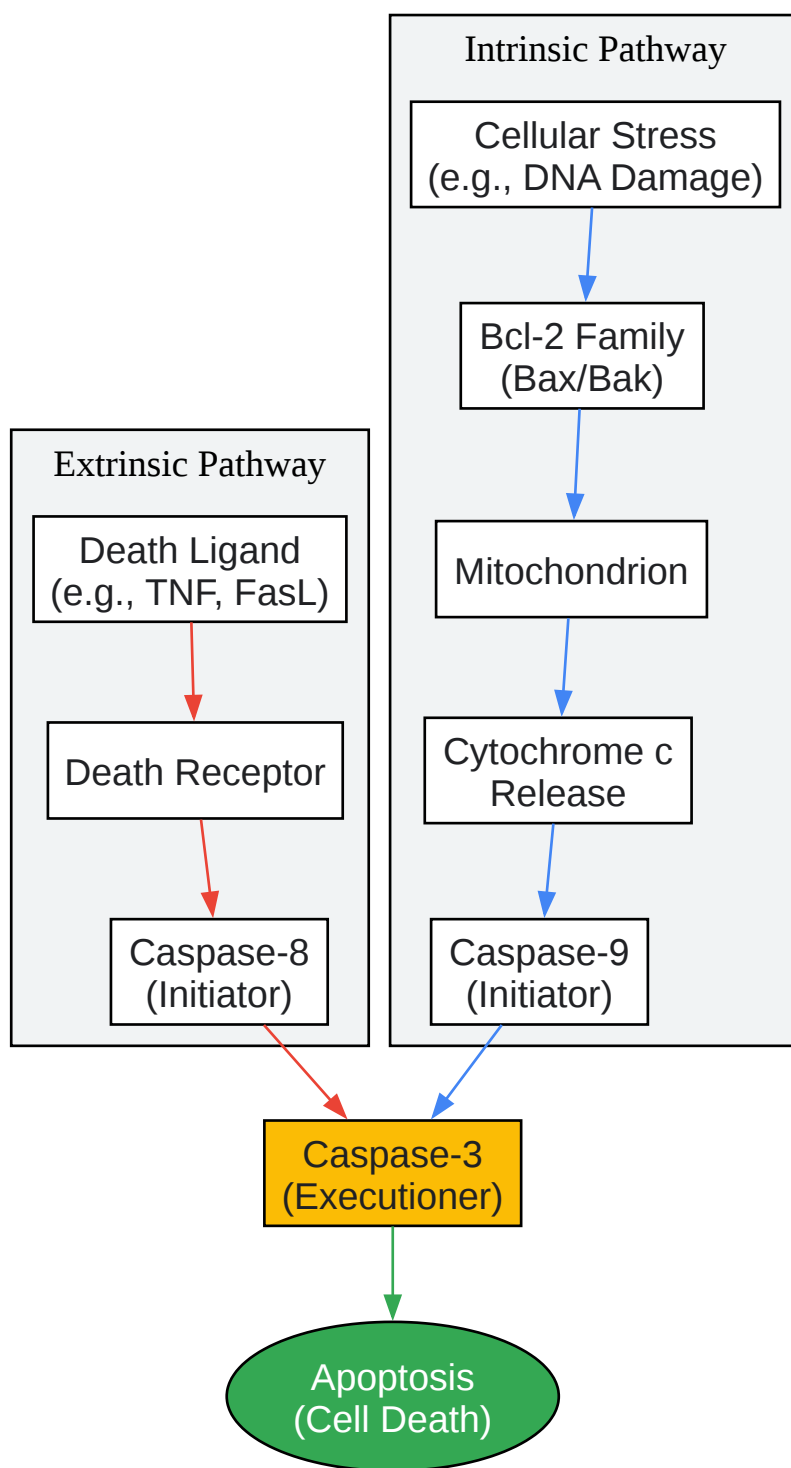 Intrinsic Pathway
Cellular Stress
(e.g., DNA Damage)
Bcl-2 Family
(Bax/Bak)
Mitochondrion
Cytochrome c
Release
Caspase-9
(Initiator)
Extrinsic Pathway
Death Ligand
(e.g., TNF, FasL)
Death Receptor
Caspase-8
(Initiator)
Caspase-3
(Executioner)
Apoptosis
(Cell Death)